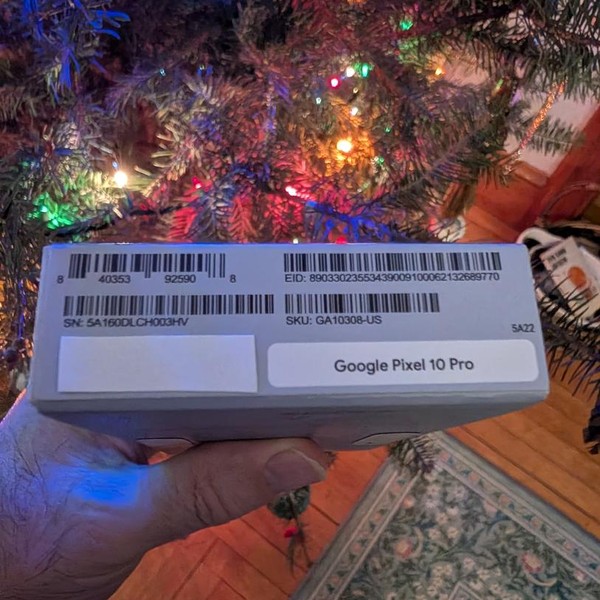 8 40353 92590 8
EID: 89033023553439009100062132689770
SN: 5A160DLCH003HV
SKU: GA10308-US
5A22
Google Pixel 10 Pro